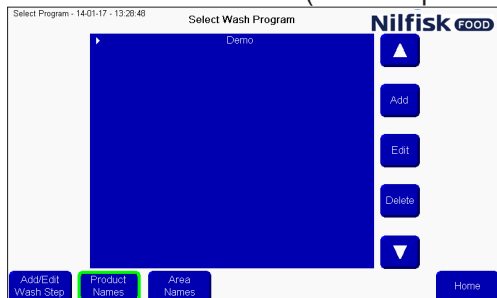 Select Program - 14-01-17 - 13:28:48
Select Wash Program
Nilfisk FOOD
Demo
Add
Edit
Delete
Add/Edit
Wash Step
Product
Names
Area
Names
Home